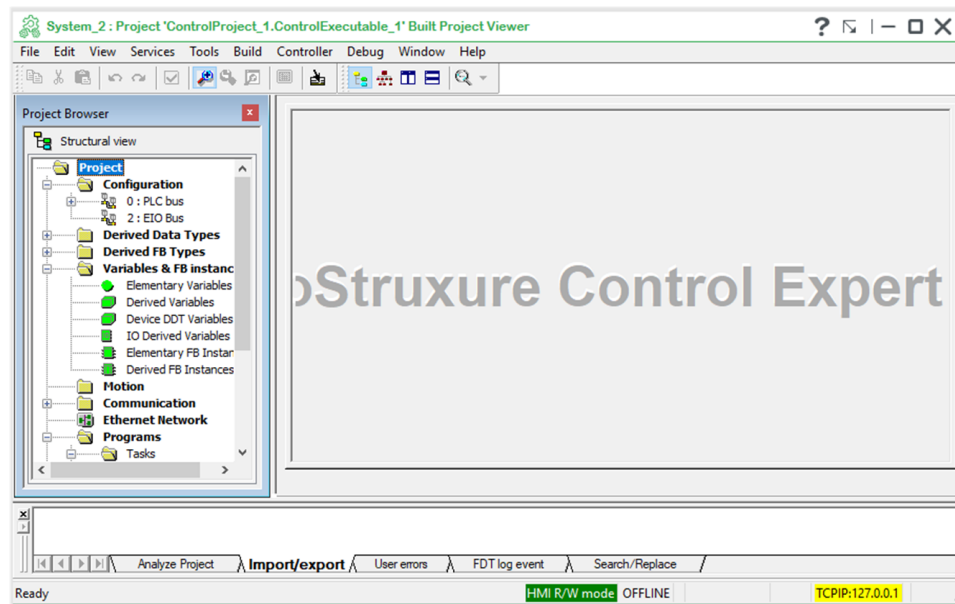 System_2 : Project 'ControlProject_1.ControlExecutable_1' Built Project Viewer
File Edit View Services Tools Build Controller Debug Window Help
Project Browser
Structural view
Project
Configuration
0 : PLC bus
2 : EIO Bus
Derived Data Types
Derived FB Types
Variables & FB instanc
Elementary Variables
Derived Variables
Device DDT Variables
IO Derived Variables
Elementary FB Instar
Derived FB Instances
Motion
Communication
Ethernet Network
Programs
Tasks
oStruxure Control Expert
Analyze Project Import/export User errors FDT log event Search/Replace
Ready HMI R/W mode OFFLINE TCPIP:127.0.0.1